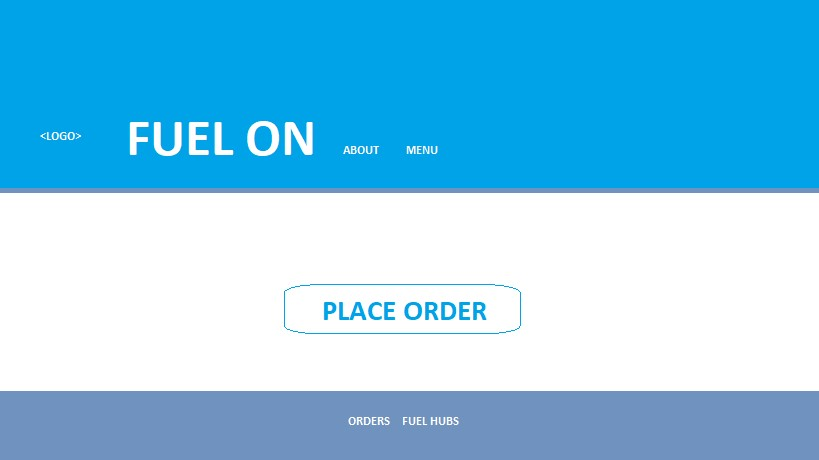 <LOGO> FUEL ON ABOUT MENU
PLACE ORDER
ORDERS FUEL HUBS